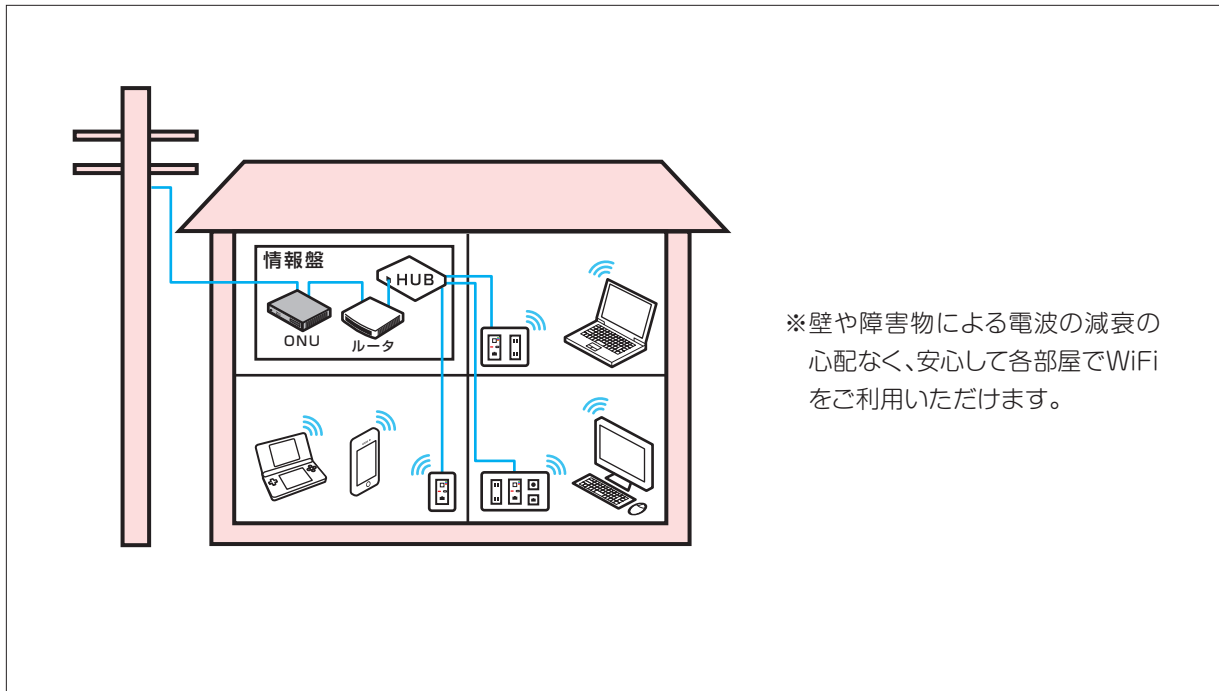 情報盤
HUB
ONU
ルータ
※壁や障害物による電波の減衰の
心配なく、安心して各部屋でWiFi
をご利用いただけます。